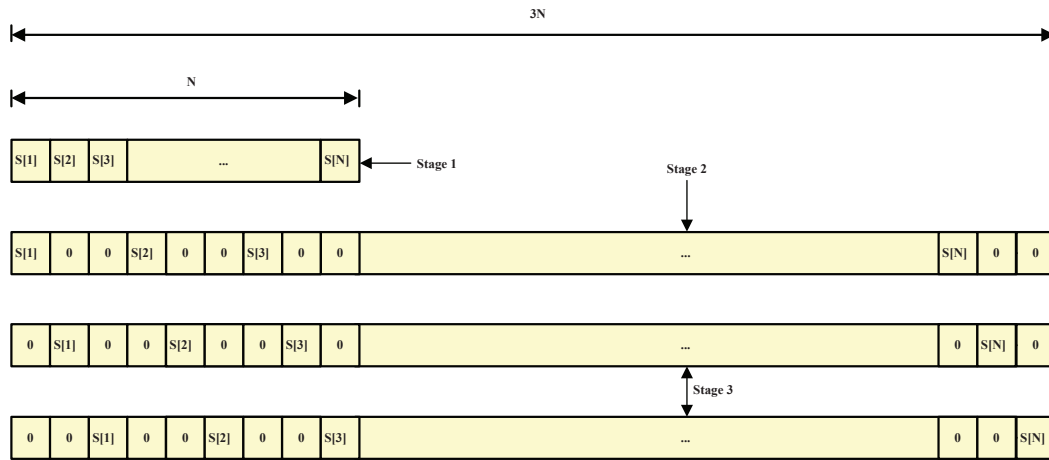 3N
N
S[1] S[2] S[3] ... S[N]
Stage 1
Stage 2
S[1] 0 0 S[2] 0 0 S[3] 0 0 ... S[N] 0 0
0 S[1] 0 0 S[2] 0 0 S[3] 0 ... 0 S[N] 0
Stage 3
0 0 S[1] 0 0 S[2] 0 0 S[3] ... 0 0 S[N]